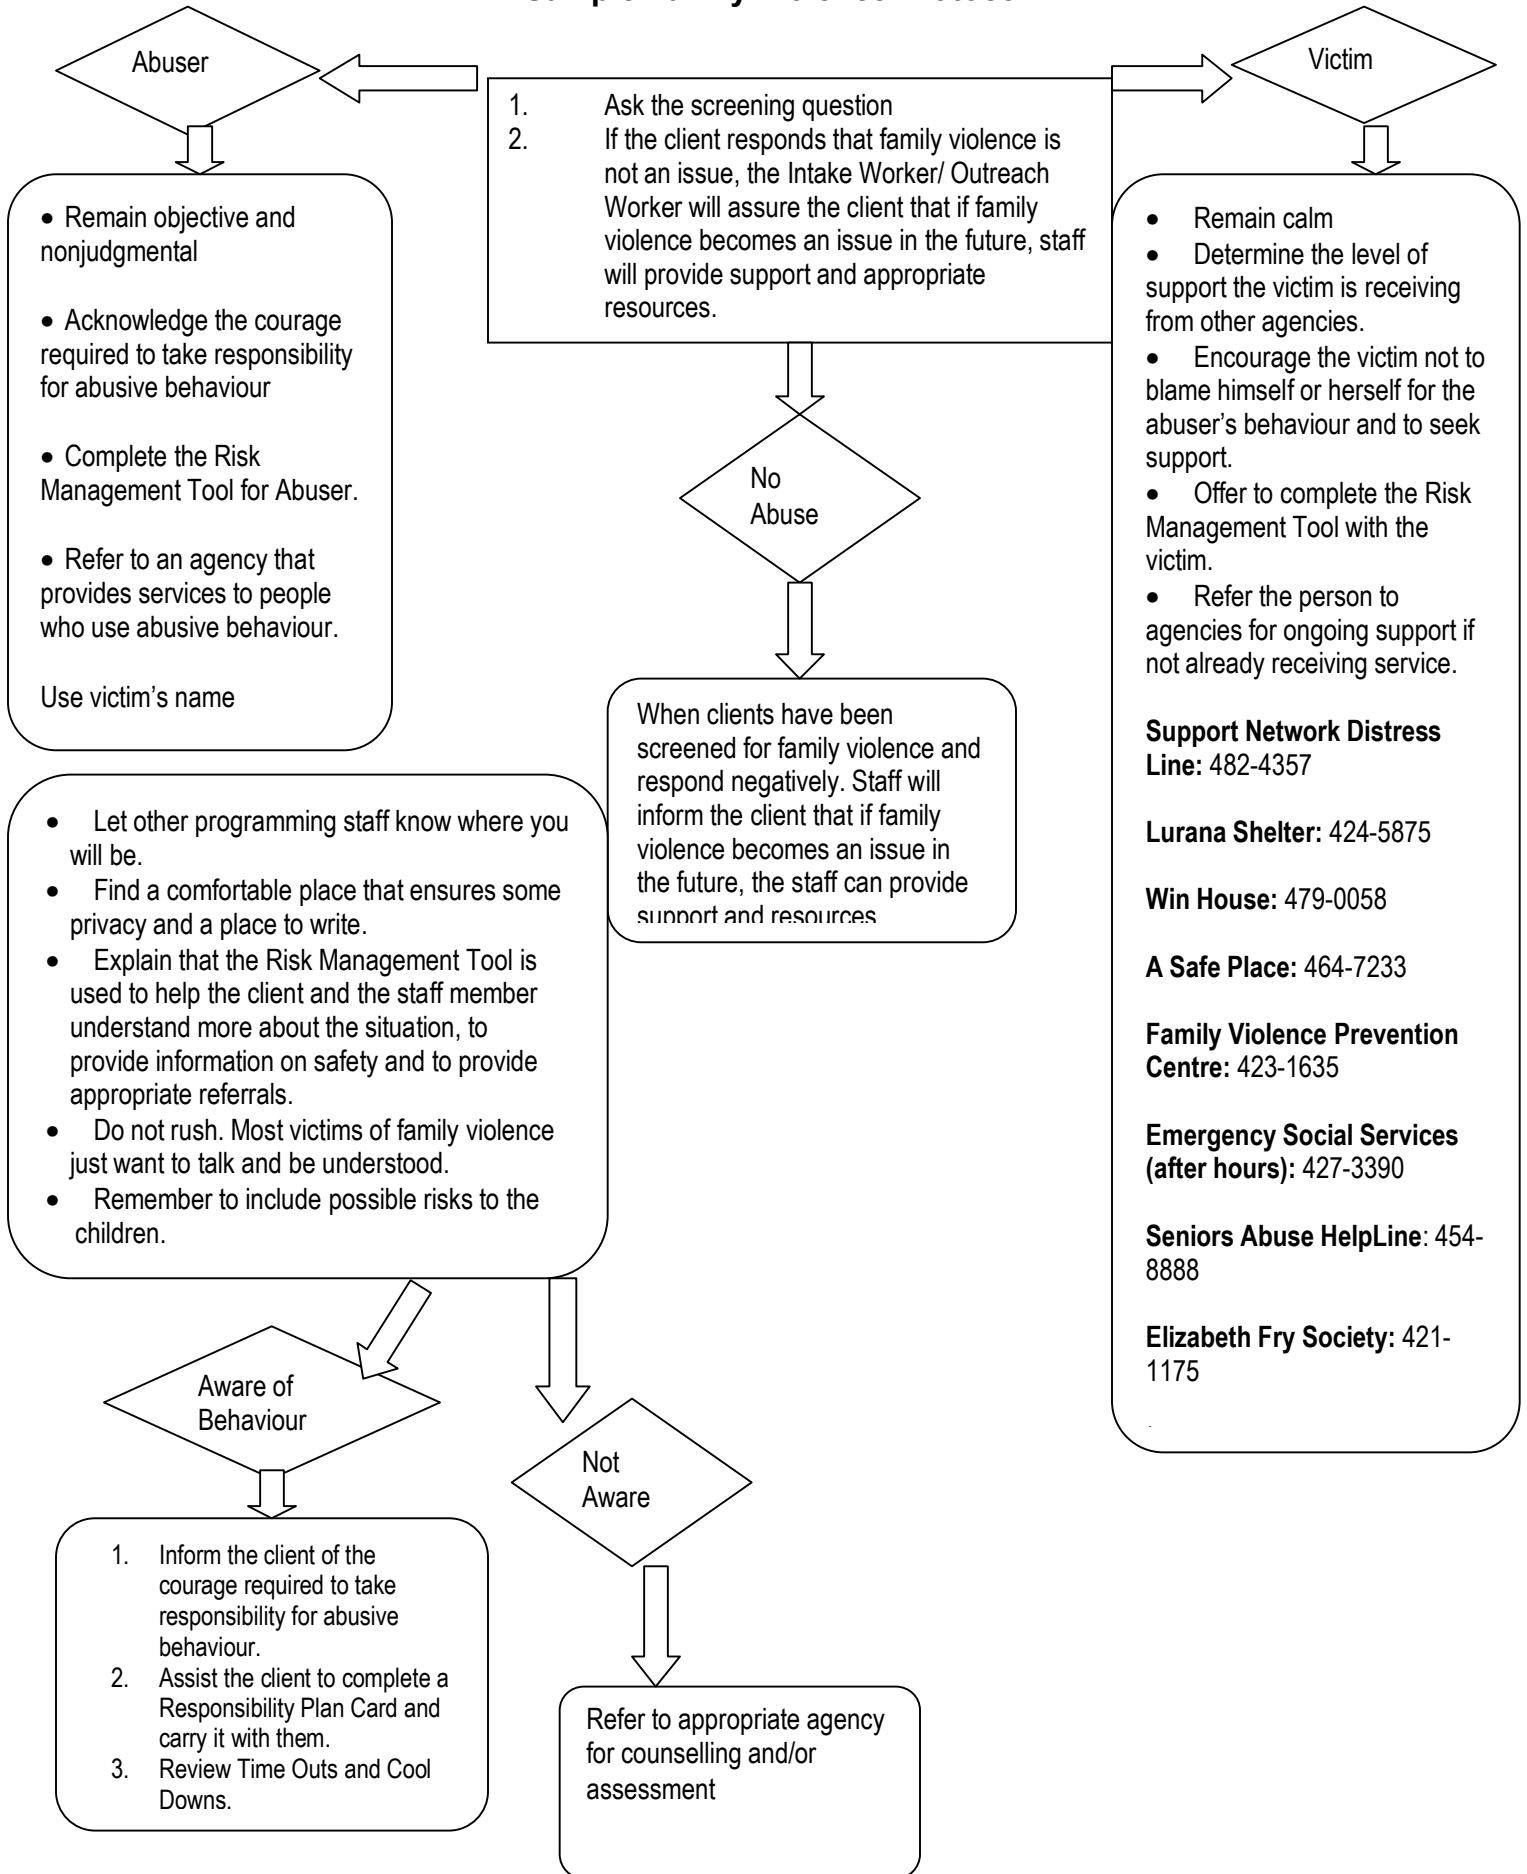 Abuser
Victim
1. Ask the screening question
2. If the client responds that family violence is
not an issue, the Intake Worker/ Outreach
Worker will assure the client that if family
violence becomes an issue in the future, staff
will provide support and appropriate
resources.
• Remain objective and
nonjudgmental
• Acknowledge the courage
required to take responsibility
for abusive behaviour
• Complete the Risk
Management Tool for Abuser.
• Refer to an agency that
provides services to people
who use abusive behaviour.
Use victim's name
No
Abuse
When clients have been
screened for family violence and
respond negatively. Staff will
inform the client that if family
violence becomes an issue in
the future, the staff can provide
support and resources
• Remain calm
• Determine the level of
support the victim is receiving
from other agencies.
• Encourage the victim not to
blame himself or herself for the
abuser's behaviour and to seek
support.
• Offer to complete the Risk
Management Tool with the
victim.
• Refer the person to
agencies for ongoing support if
not already receiving service.
Support Network Distress
Line: 482-4357
Lurana Shelter: 424-5875
Win House: 479-0058
A Safe Place: 464-7233
Family Violence Prevention
Centre: 423-1635
Emergency Social Services
(after hours): 427-3390
Seniors Abuse HelpLine: 454-
8888
Elizabeth Fry Society: 421-
1175
• Let other programming staff know where you
will be.
• Find a comfortable place that ensures some
privacy and a place to write.
• Explain that the Risk Management Tool is
used to help the client and the staff member
understand more about the situation, to
provide information on safety and to provide
appropriate referrals.
• Do not rush. Most victims of family violence
just want to talk and be understood.
• Remember to include possible risks to the
children.
Aware of
Behaviour
Not
Aware
1. Inform the client of the
courage required to take
responsibility for abusive
behaviour.
2. Assist the client to complete a
Responsibility Plan Card and
carry it with them.
3. Review Time Outs and Cool
Downs.
Refer to appropriate agency
for counselling and/or
assessment